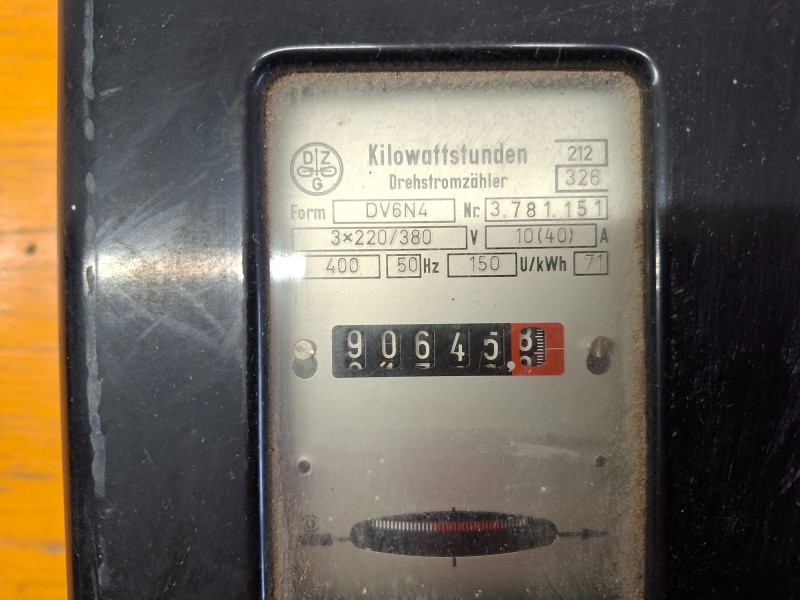 DZG
Kilowattstunden 212
Drehstromzähler 326
Form DV6N4 Nr. 3.781.151
3×220/380 V 10(40) A
400 50 Hz 150 U/kWh 71
90645,8